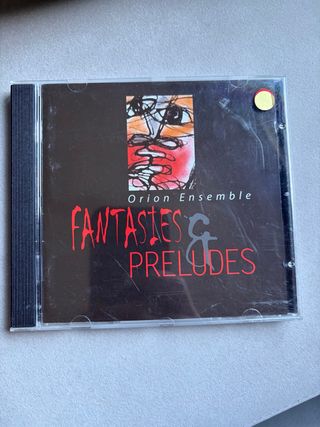 Orion Ensemble
FANTASIES &
PRELUDES